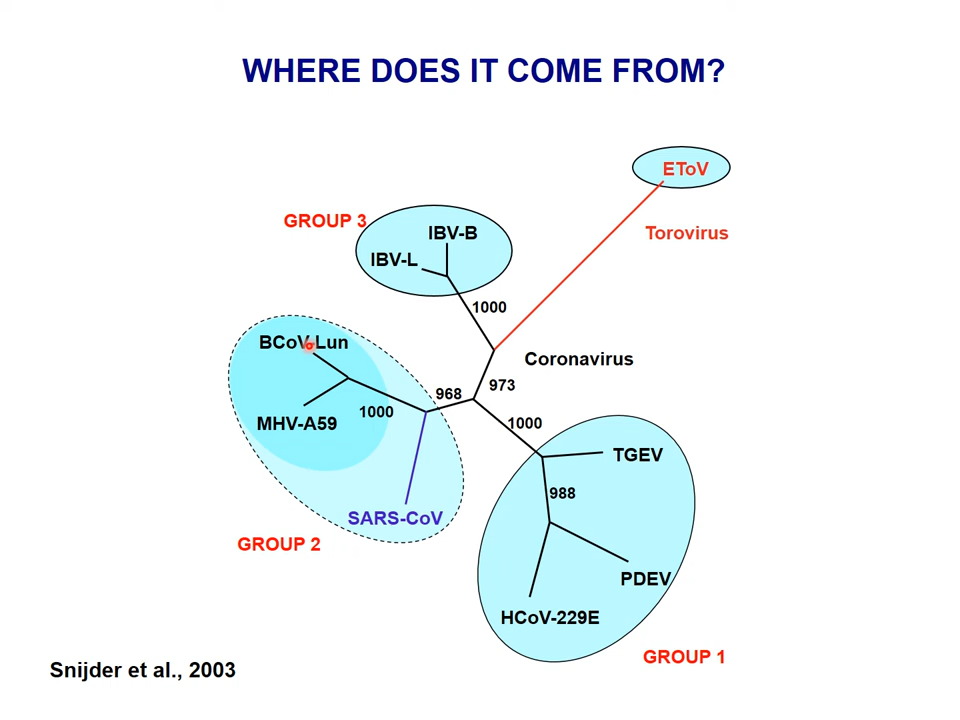 WHERE DOES IT COME FROM?
EToV
Torovirus
GROUP 3
IBV-B
IBV-L
1000
BCoV-Lun
Coronavirus
973
968
1000
MHV-A59
1000
TGEV
988
SARS-CoV
GROUP 2
PDEV
HCoV-229E
GROUP 1
Snijder et al., 2003